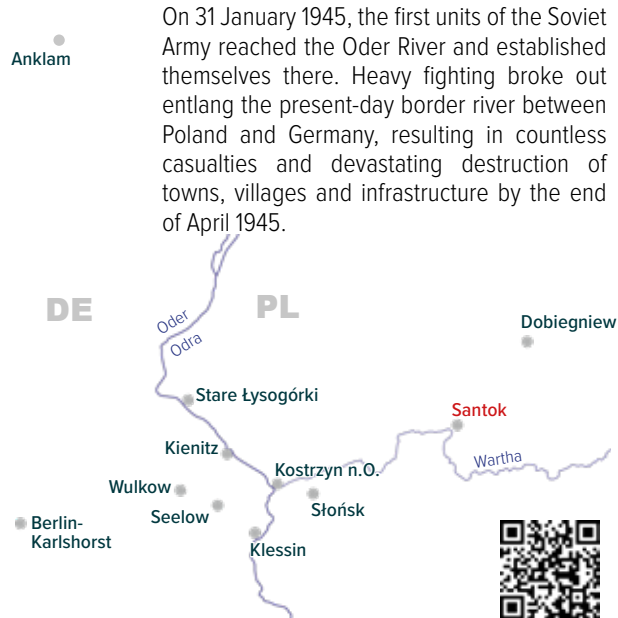 On 31 January 1945, the first units of the Soviet
Army reached the Oder River and established
themselves there. Heavy fighting broke out
entlang the present-day border river between
Poland and Germany, resulting in countless
casualties and devastating destruction of
towns, villages and infrastructure by the end
of April 1945.
Anklam
DE
PL
Oder
Odra
Dobiegniew
Stare Łysogórki
Santok
Kienitz
Wartha
Kostrzyn n.O.
Wulkow
Słońsk
Seelow
Berlin-
Karlshorst
Klessin